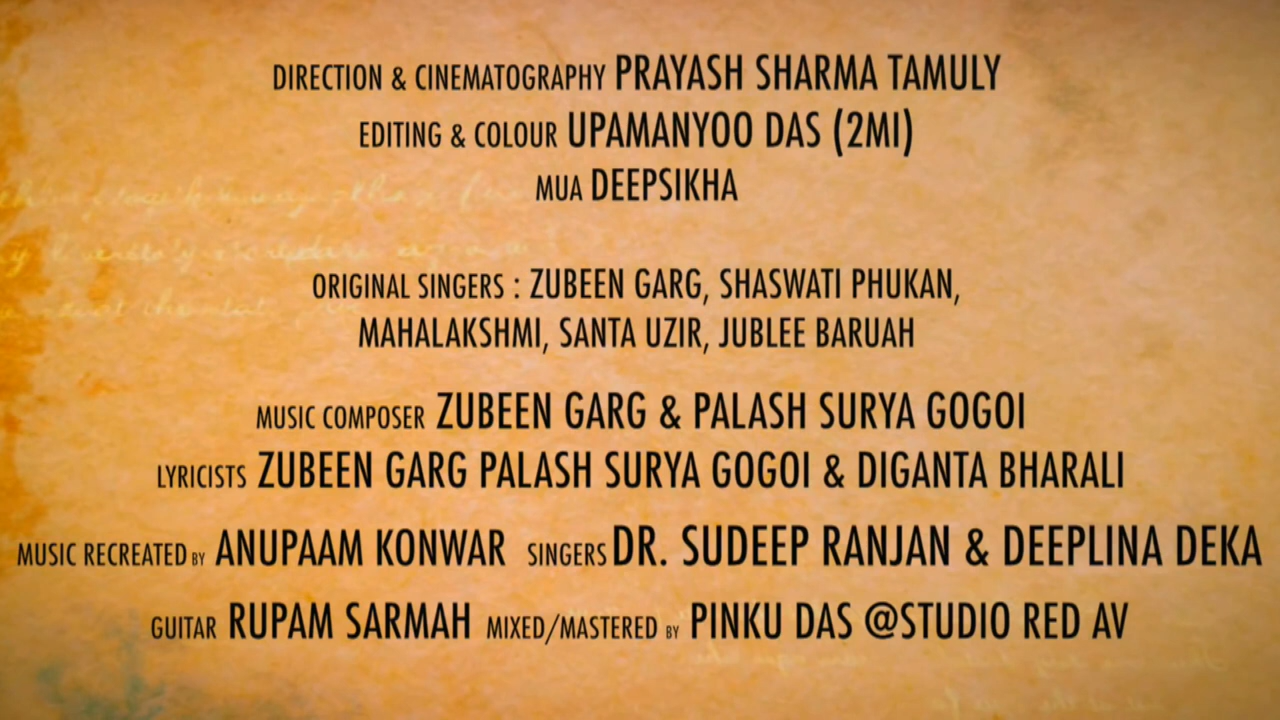 DIRECTION & CINEMATOGRAPHY PRAYASH SHARMA TAMULY
EDITING & COLOUR UPAMANYOO DAS (2MI)
MUA DEEPSIKHA
ORIGINAL SINGERS : ZUBEEN GARG, SHASWATI PHUKAN,
MAHALAKSHMI, SANTA UZIR, JUBLEE BARUAH
MUSIC COMPOSER ZUBEEN GARG & PALASH SURYA GOGOI
LYRICISTS ZUBEEN GARG PALASH SURYA GOGOI & DIGANTA BHARALI
MUSIC RECREATED BY ANUPAAM KONWAR SINGERS DR. SUDEEP RANJAN & DEEPLINA DEKA
GUITAR RUPAM SARMAH MIXED/MASTERED BY PINKU DAS @STUDIO RED AV